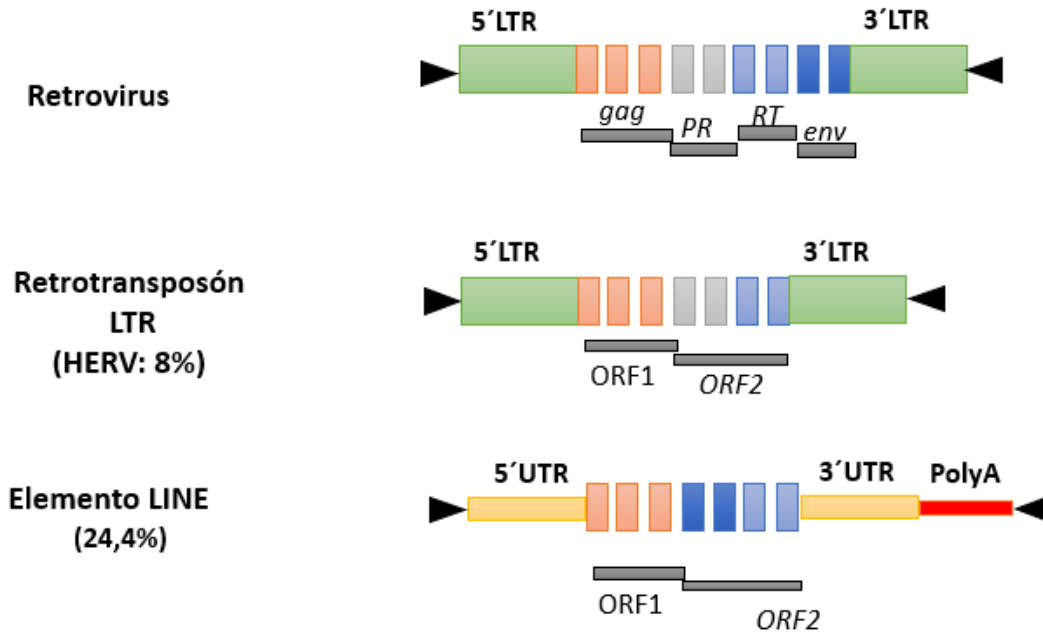 5´LTR
3´LTR
Retrovirus
gag
PR
RT
env
5´LTR
3´LTR
Retrotransposón
LTR
(HERV: 8%)
ORF1
ORF2
5´UTR
3´UTR
PolyA
Elemento LINE
(24,4%)
ORF1
ORF2